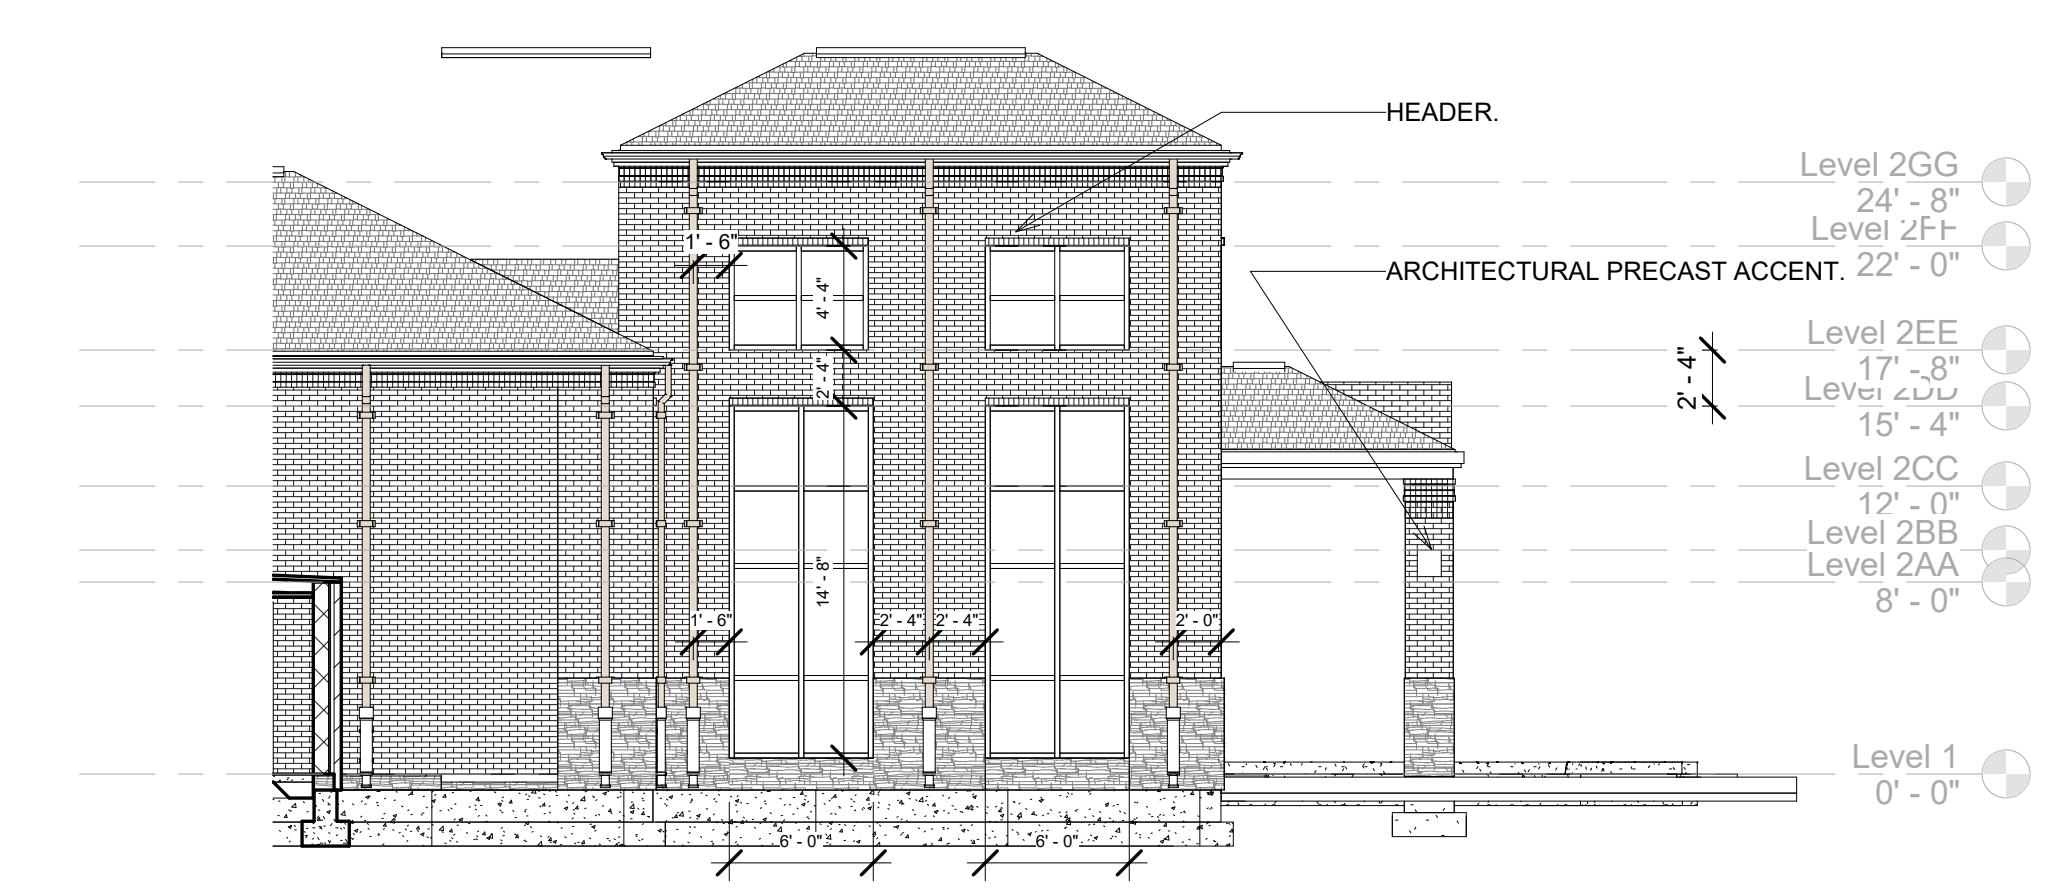 HEADER.
Level 2GG
24' - 8"
Level 2FF
22' - 0"
1' - 6"
ARCHITECTURAL PRECAST ACCENT.
4' - 4"
Level 2EE
17' - 8"
2' - 4"
2' - 4"
Level 2DD
15' - 4"
Level 2CC
12' - 0"
Level 2BB
Level 2AA
8' - 0"
14' - 8"
1' - 6"
2' - 4"
2' - 4"
2' - 0"
Level 1
0' - 0"
6' - 0"
6' - 0"